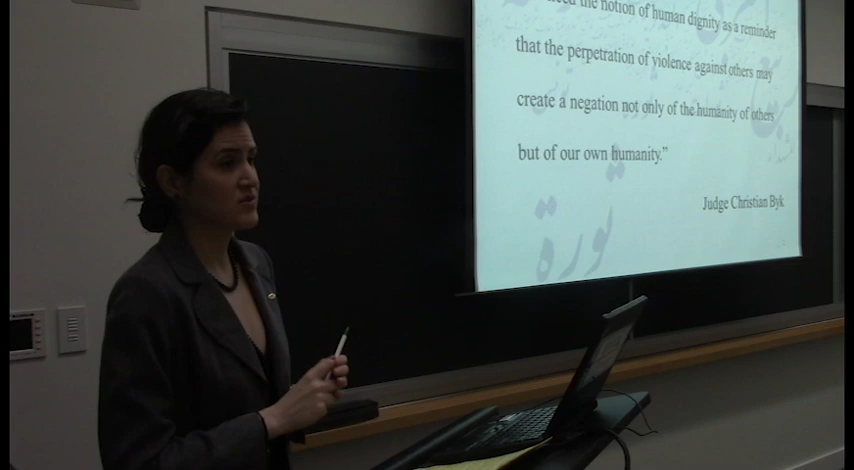 the notion of human dignity as a reminder
that the perpetration of violence against others may
create a negation not only of the humanity of others
but of our own humanity.”
Judge Christian Byk
ثورة